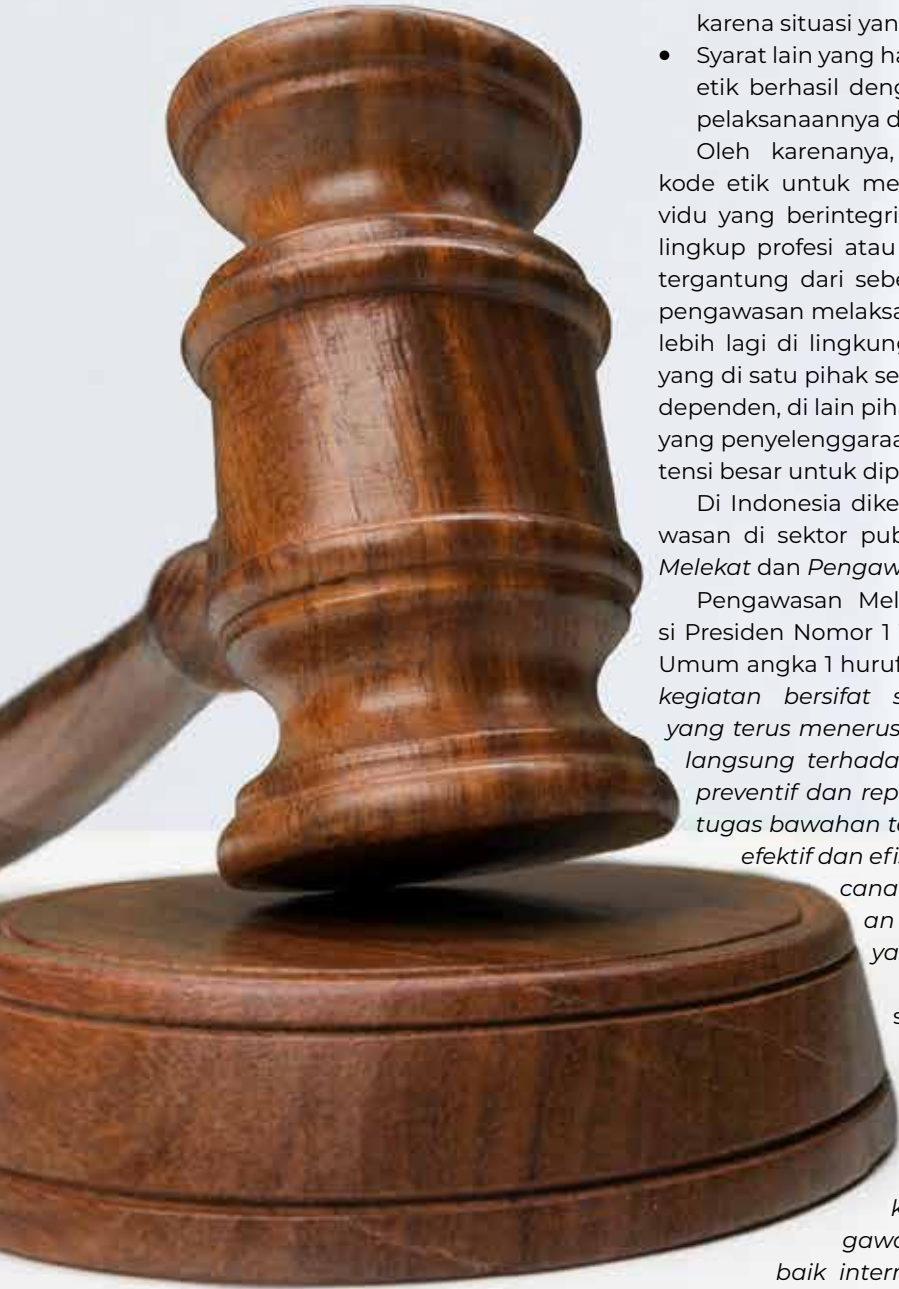 karena situasi yan
• Syarat lain yang ha
etik berhasil deng
pelaksanaannya d
Oleh karenanya,
kode etik untuk me
vidu yang berintegri
lingkup profesi atau
tergantung dari sebe
pengawasan melaksa
lebih lagi di lingkung
yang di satu pihak se
dependen, di lain piha
yang penyelenggaraa
tensi besar untuk dip
Di Indonesia dike
wasan di sektor pub
Melekat dan Pengaw
Pengawasan Mel
si Presiden Nomor 1
Umum angka 1 huruf
kegiatan bersifat s
yang terus menerus
langsung terhada
preventif dan rep
tugas bawahan te
efektif dan efis
cana
an
ya
s
k
gawa
baik intern